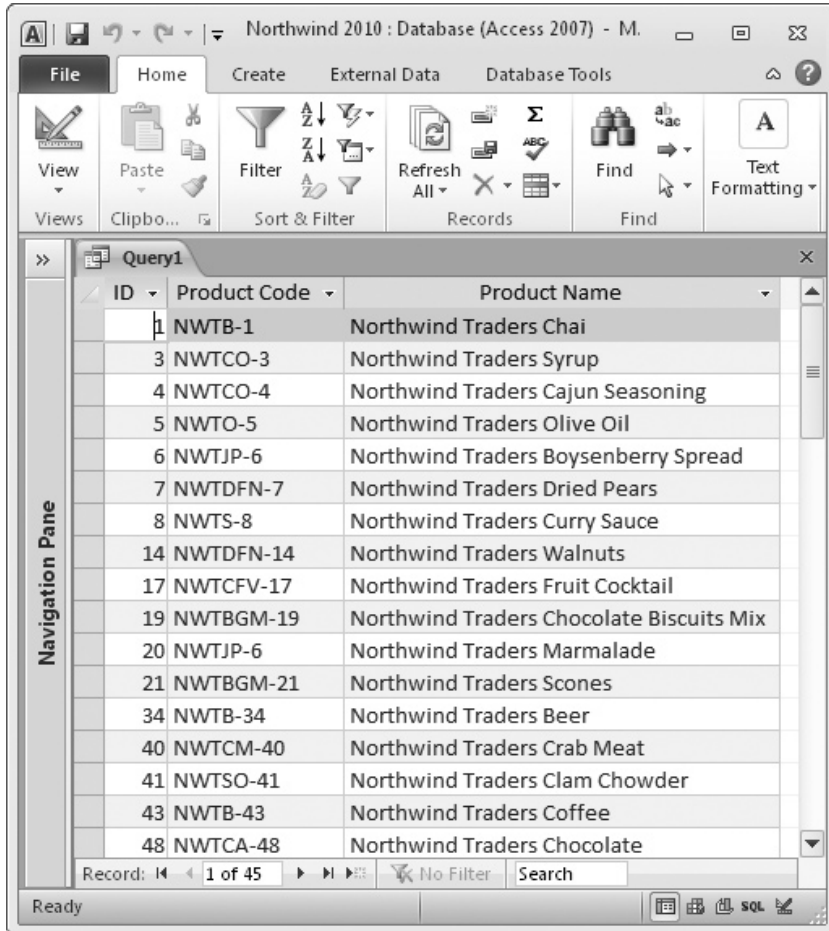 A Northwind 2010 : Database (Access 2007) - M.
File Home Create External Data Database Tools
View Paste Filter Refresh All Find Text Formatting
Views Clipbo... Sort & Filter Records Find
Query1
ID Product Code Product Name
1 NWTB-1 Northwind Traders Chai
3 NWTCO-3 Northwind Traders Syrup
4 NWTCO-4 Northwind Traders Cajun Seasoning
5 NWTO-5 Northwind Traders Olive Oil
6 NWTJP-6 Northwind Traders Boysenberry Spread
7 NWTDFN-7 Northwind Traders Dried Pears
8 NWTS-8 Northwind Traders Curry Sauce
14 NWTDFN-14 Northwind Traders Walnuts
17 NWTCFV-17 Northwind Traders Fruit Cocktail
19 NWTBGM-19 Northwind Traders Chocolate Biscuits Mix
20 NWTJP-6 Northwind Traders Marmalade
21 NWTBGM-21 Northwind Traders Scones
34 NWTB-34 Northwind Traders Beer
40 NWTCM-40 Northwind Traders Crab Meat
41 NWTSO-41 Northwind Traders Clam Chowder
43 NWTB-43 Northwind Traders Coffee
48 NWTCA-48 Northwind Traders Chocolate
Navigation Pane
Record: 1 of 45 No Filter Search
Ready SQL